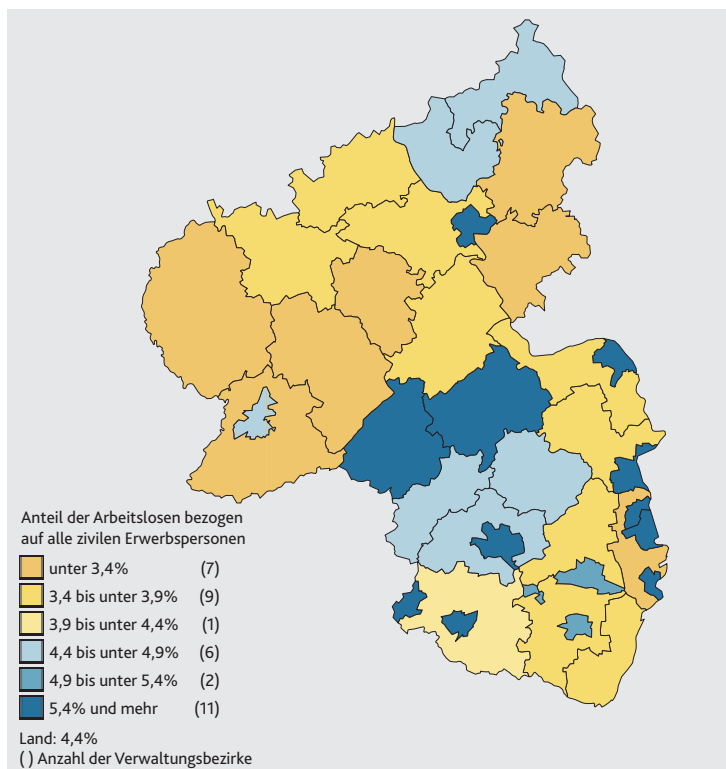 Anteil der Arbeitslosen bezogen
auf alle zivilen Erwerbspersonen
unter 3,4% (7)
3,4 bis unter 3,9% (9)
3,9 bis unter 4,4% (1)
4,4 bis unter 4,9% (6)
4,9 bis unter 5,4% (2)
5,4% und mehr (11)
Land: 4,4%
( ) Anzahl der Verwaltungsbezirke